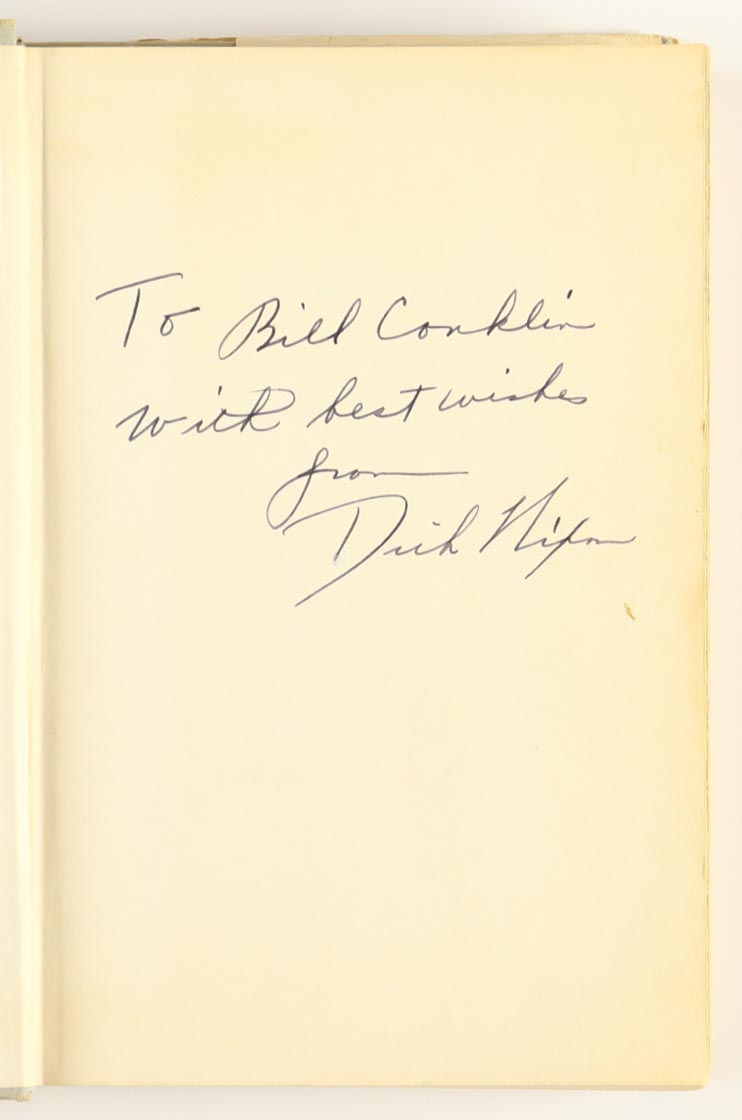 To Bill Conklin
with best wishes
from
Dick Nixon